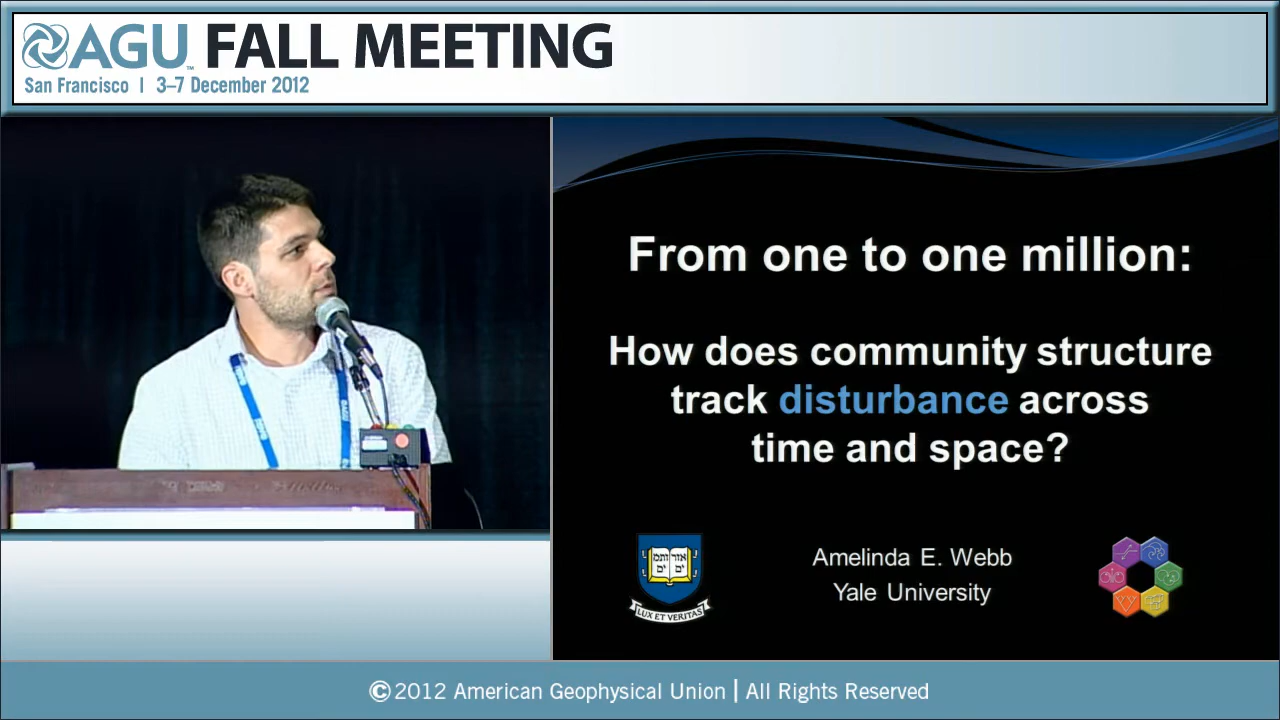 AGU™ FALL MEETING
San Francisco | 3–7 December 2012
From one to one million:
How does community structure
track disturbance across
time and space?
Amelinda E. Webb
Yale University
LUX ET VERITAS
©2012 American Geophysical Union | All Rights Reserved